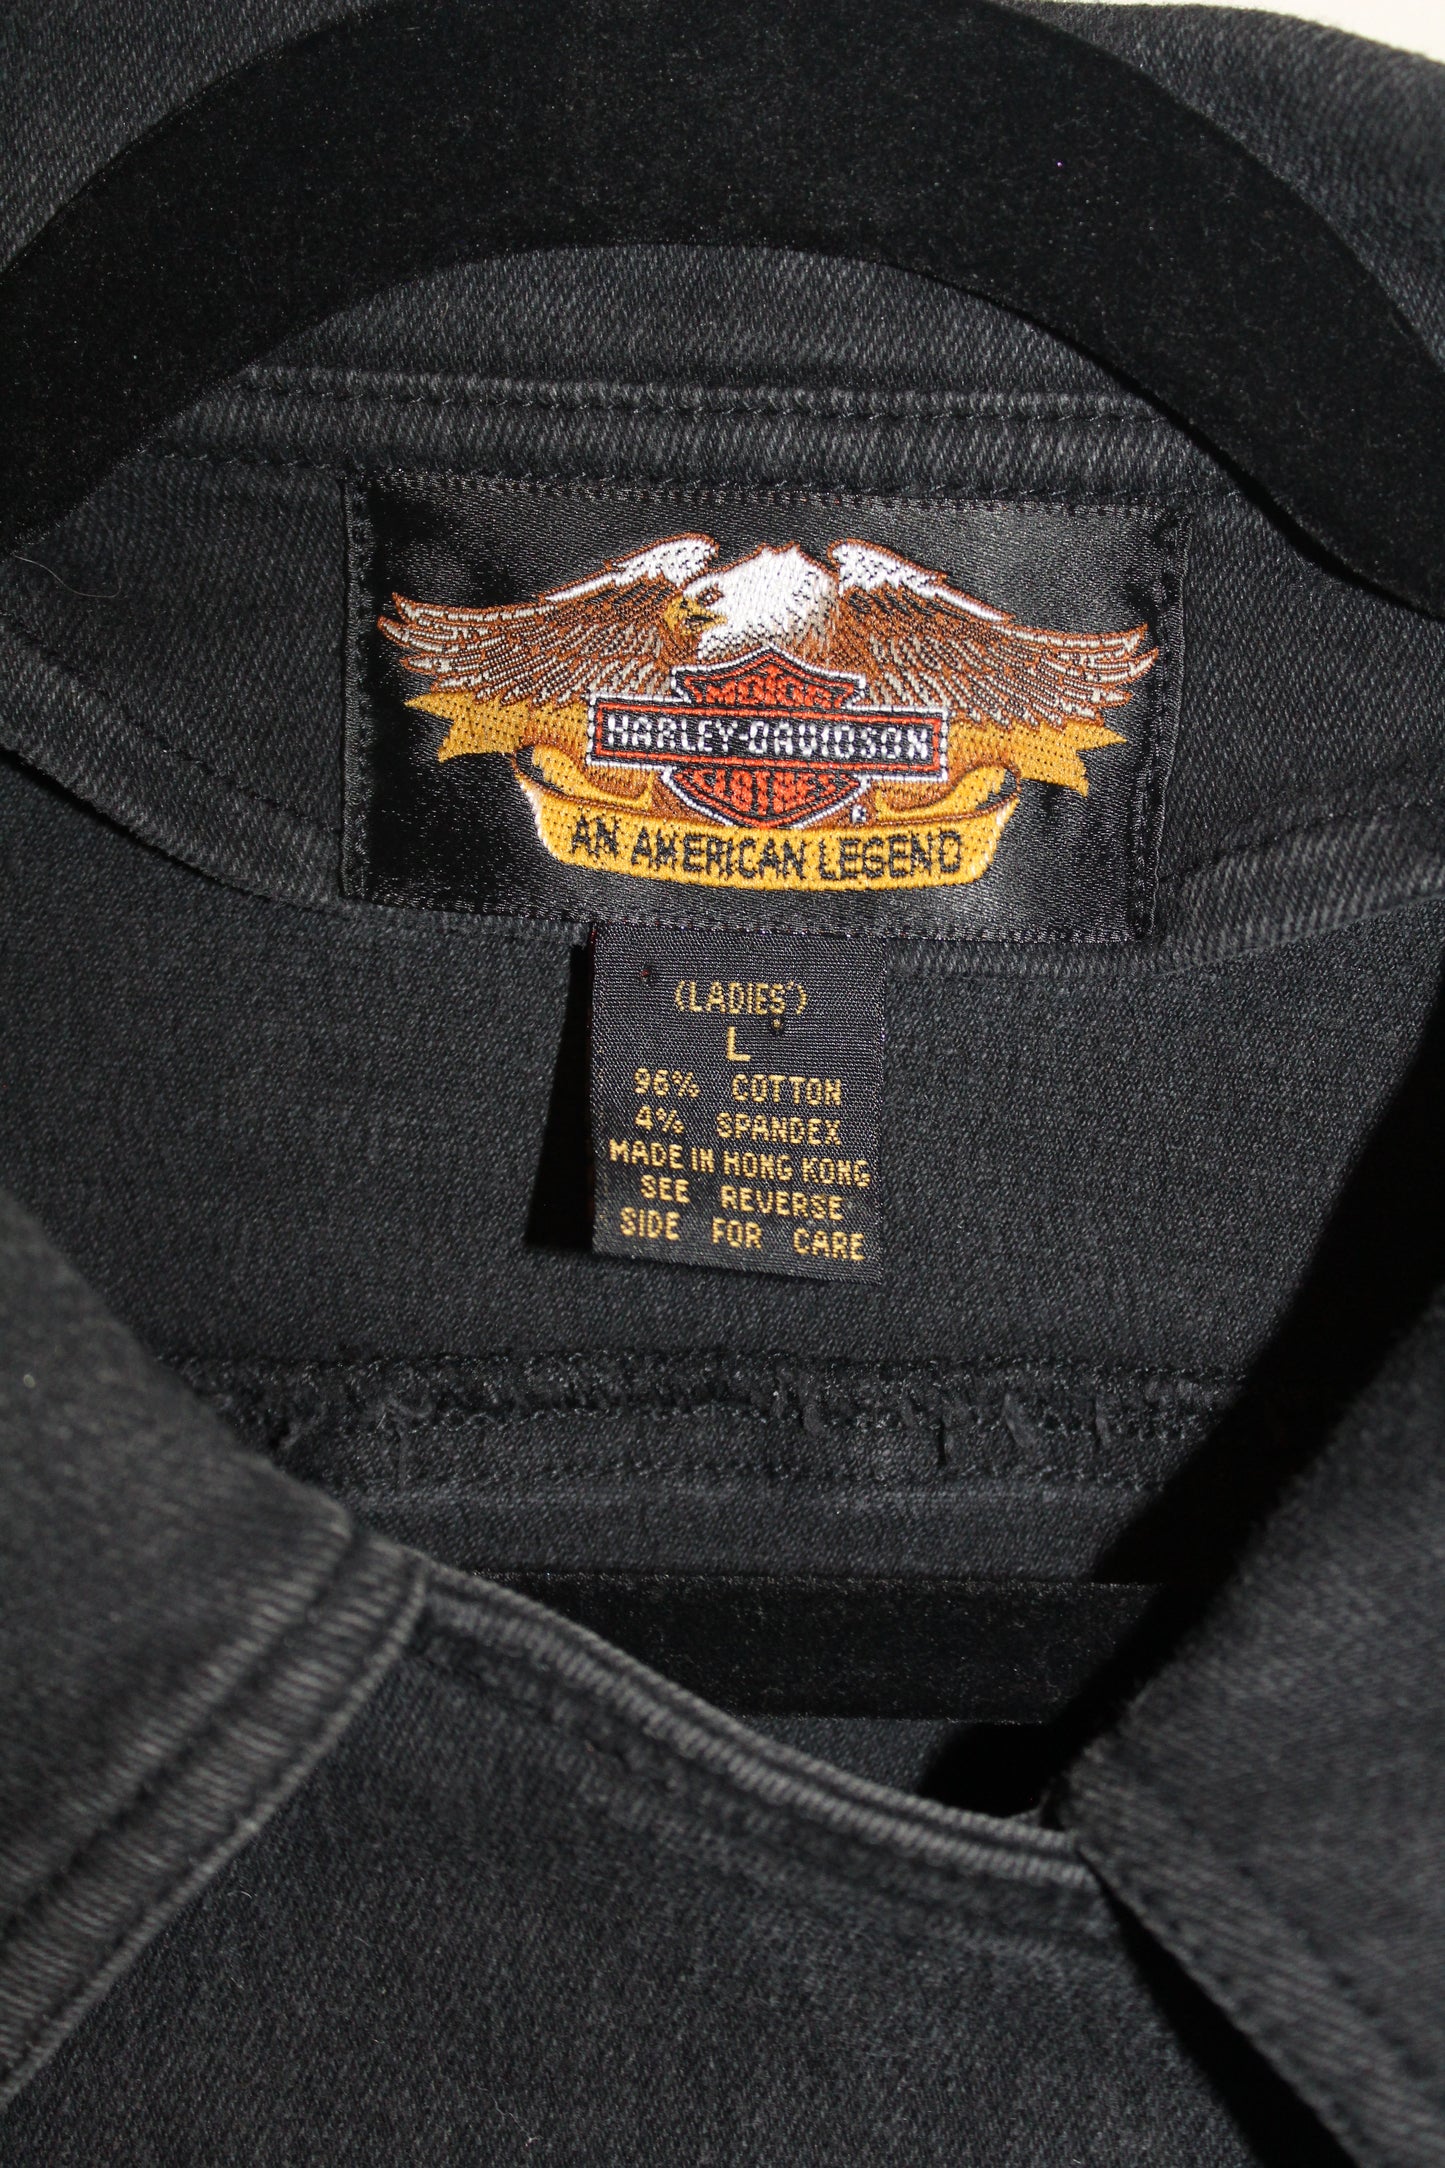 MOTOR
HARLEY-DAVIDSON
CLOTHES
®
AN AMERICAN LEGEND
(LADIES')
L
96% COTTON
4% SPANDEX
MADE IN HONG KONG
SEE REVERSE
SIDE FOR CARE